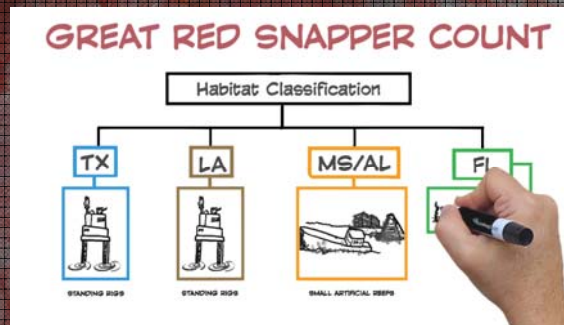 GREAT RED SNAPPER COUNT
Habitat Classification
TX
LA
MS/AL
STANDING RIGS
STANDING RIGS
SMALL ARTIFICIAL REEFS